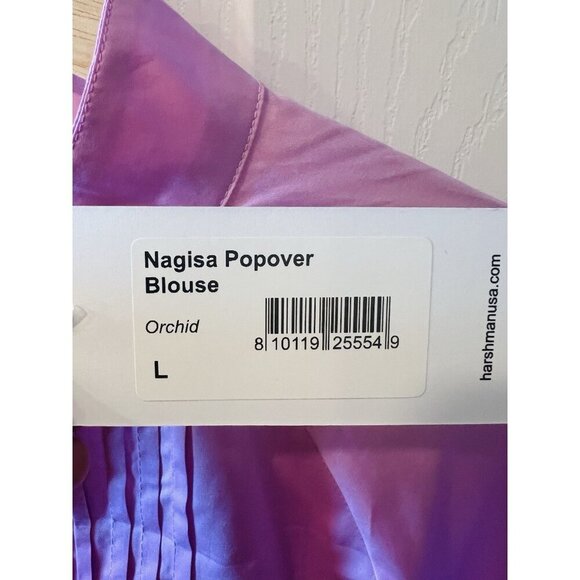 Nagisa Popover
Blouse
Orchid
8 10119 25554 9
L
harshmanusa.com